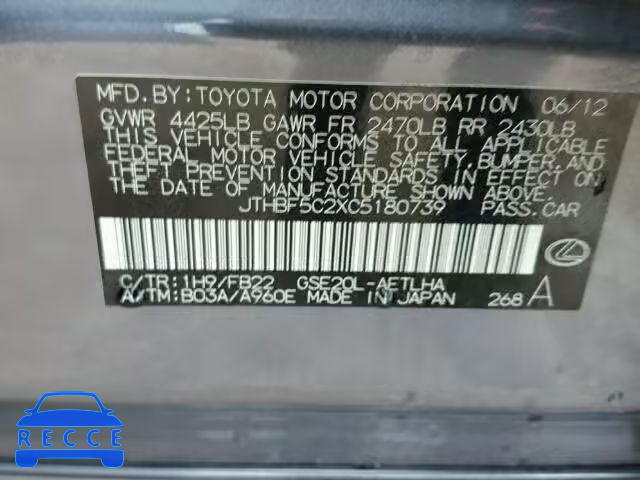 MFD. BY: TOYOTA MOTOR CORPORATION 06/12
GVWR 4425LB GAWR FR 2470LB RR 2430LB
THIS VEHICLE CONFORMS TO ALL APPLICABLE
FEDERAL MOTOR VEHICLE SAFETY, BUMPER, AND
THEFT PREVENTION STANDARDS IN EFFECT ON
THE DATE OF MANUFACTURE SHOWN ABOVE.
JTHBF5C2XC5180739 PASS. CAR
C/TR: 1H9/FB22 GSE20L-AETLHA
A/TM: B03A/A960E MADE IN JAPAN 268 A
RECCE